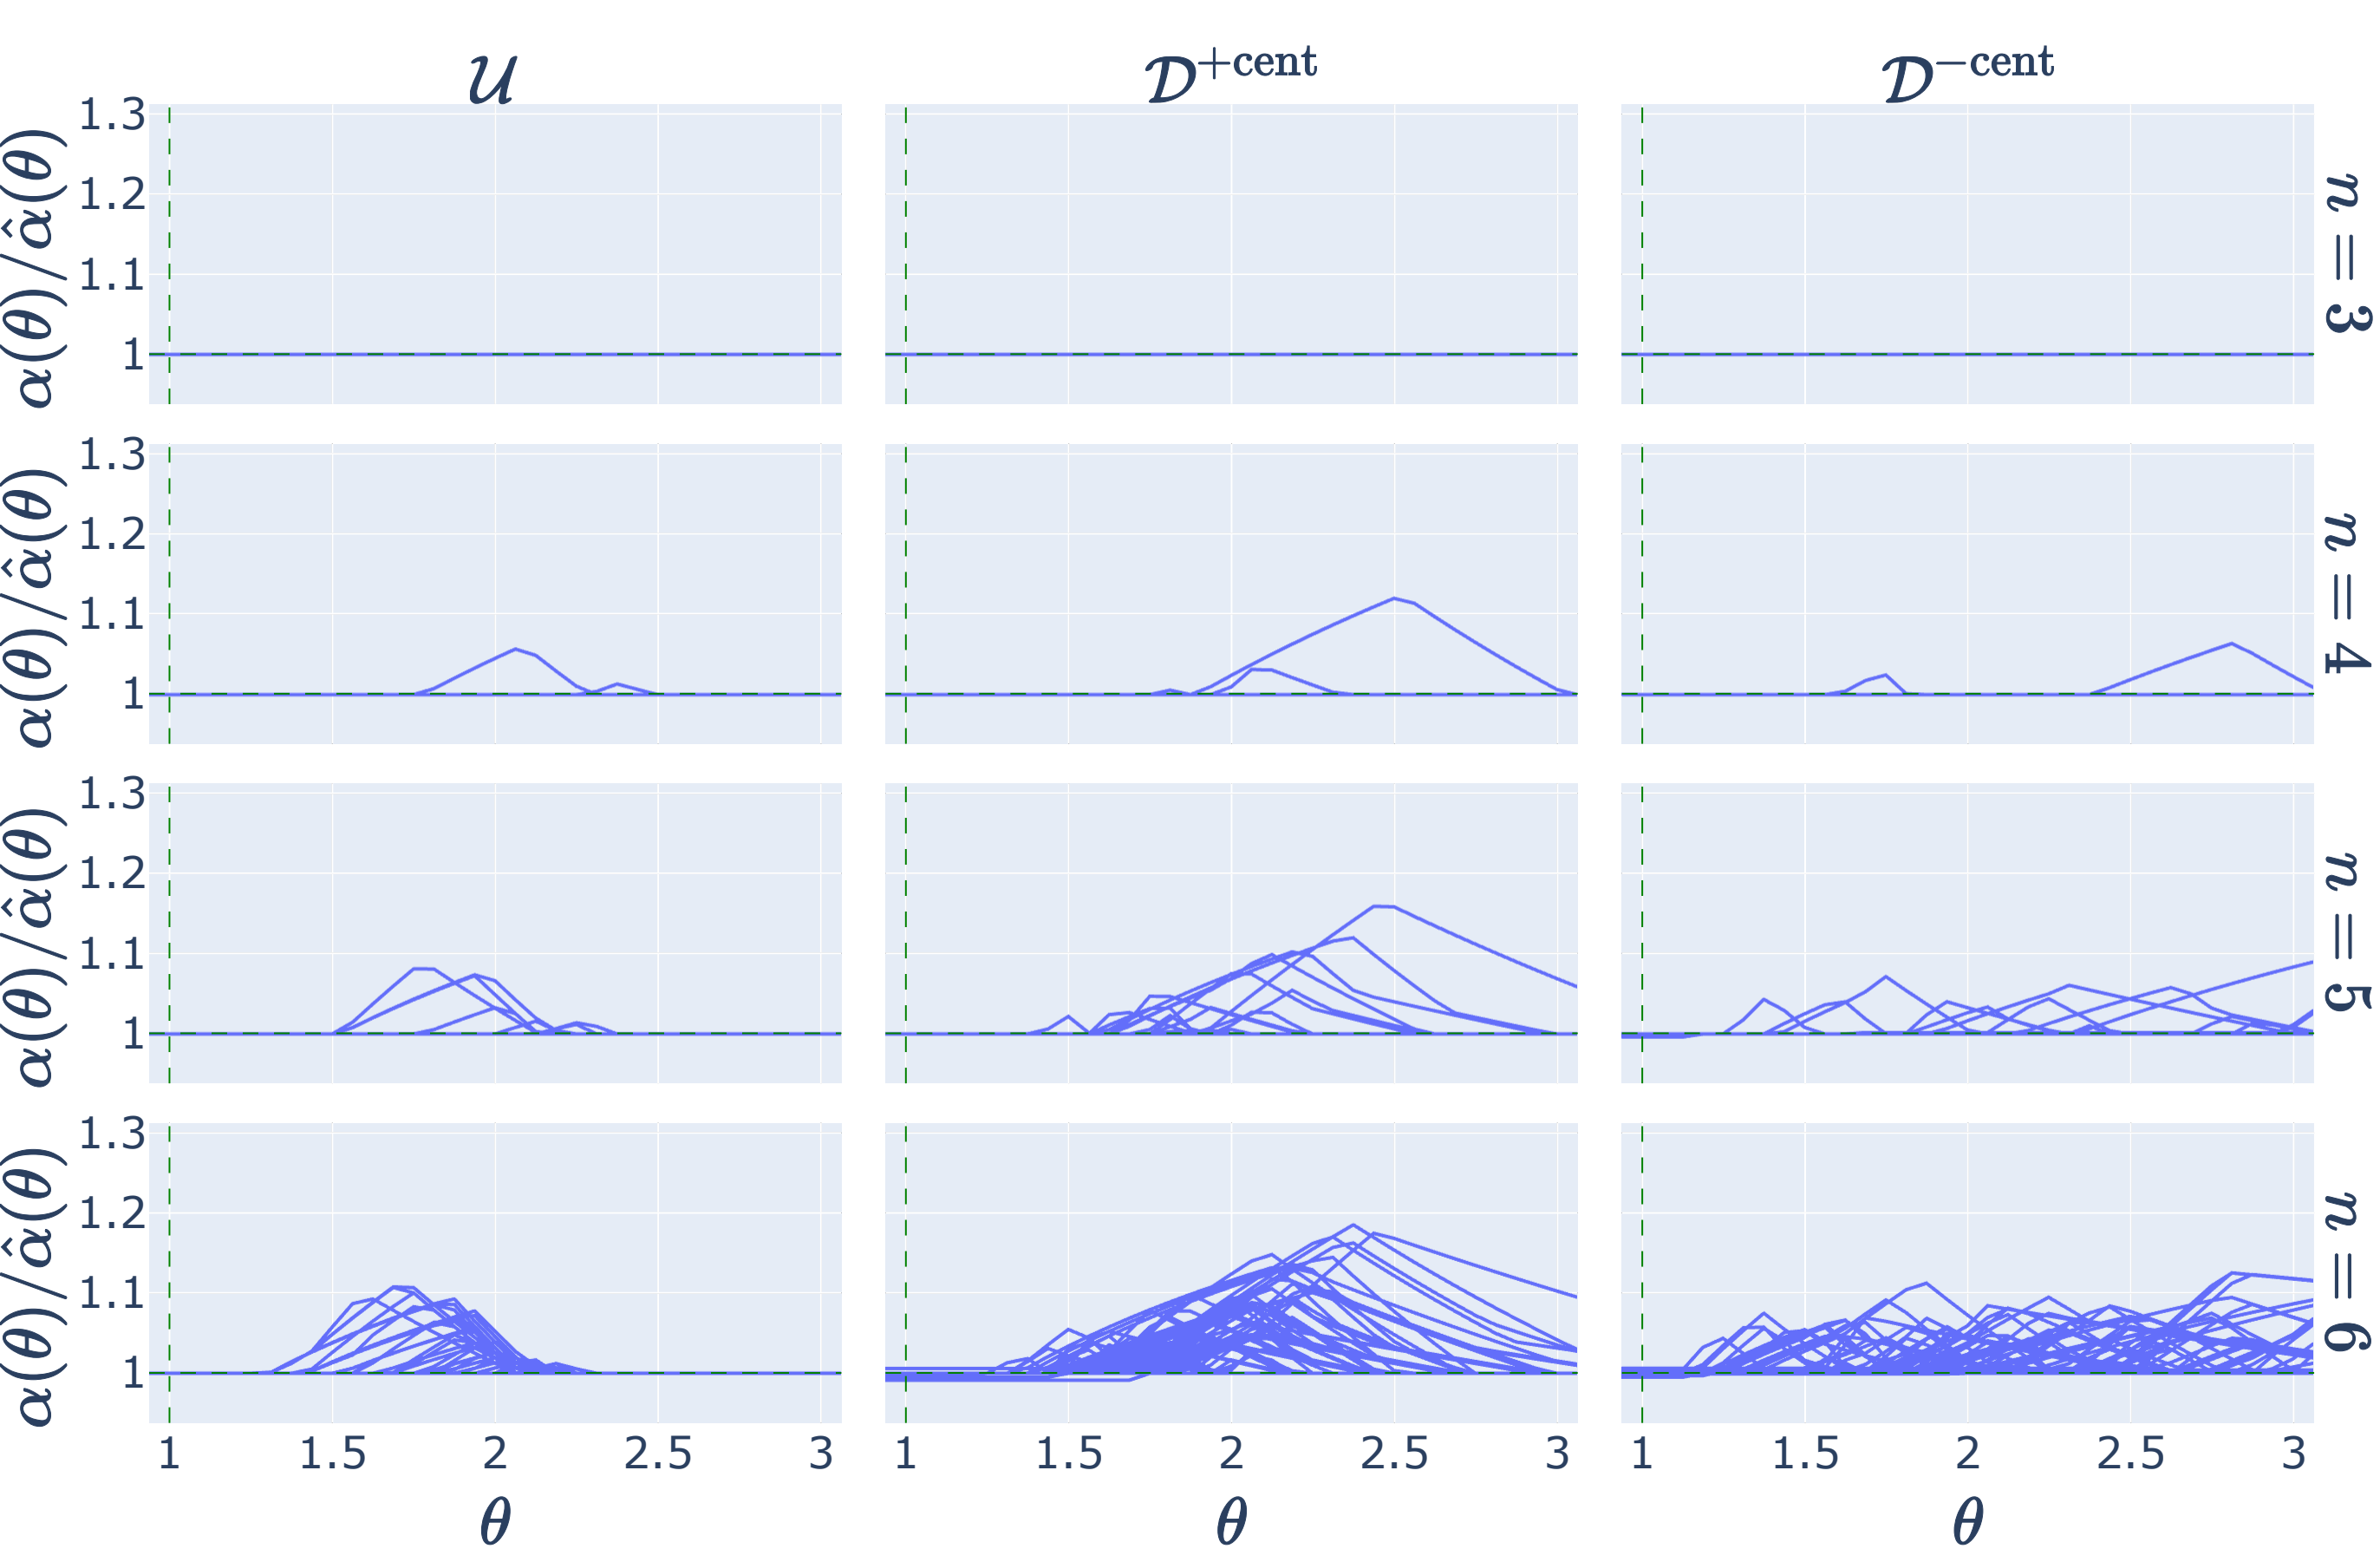 𝒰 𝒟^{+cent} 𝒟^{−cent}
α(θ)/α̂(θ)
1.3
1.2
1.1
1
n = 3
α(θ)/α̂(θ)
1.3
1.2
1.1
1
n = 4
α(θ)/α̂(θ)
1.3
1.2
1.1
1
n = 5
α(θ)/α̂(θ)
1.3
1.2
1.1
1
n = 6
1 1.5 2 2.5 3 1 1.5 2 2.5 3 1 1.5 2 2.5 3
θ θ θ